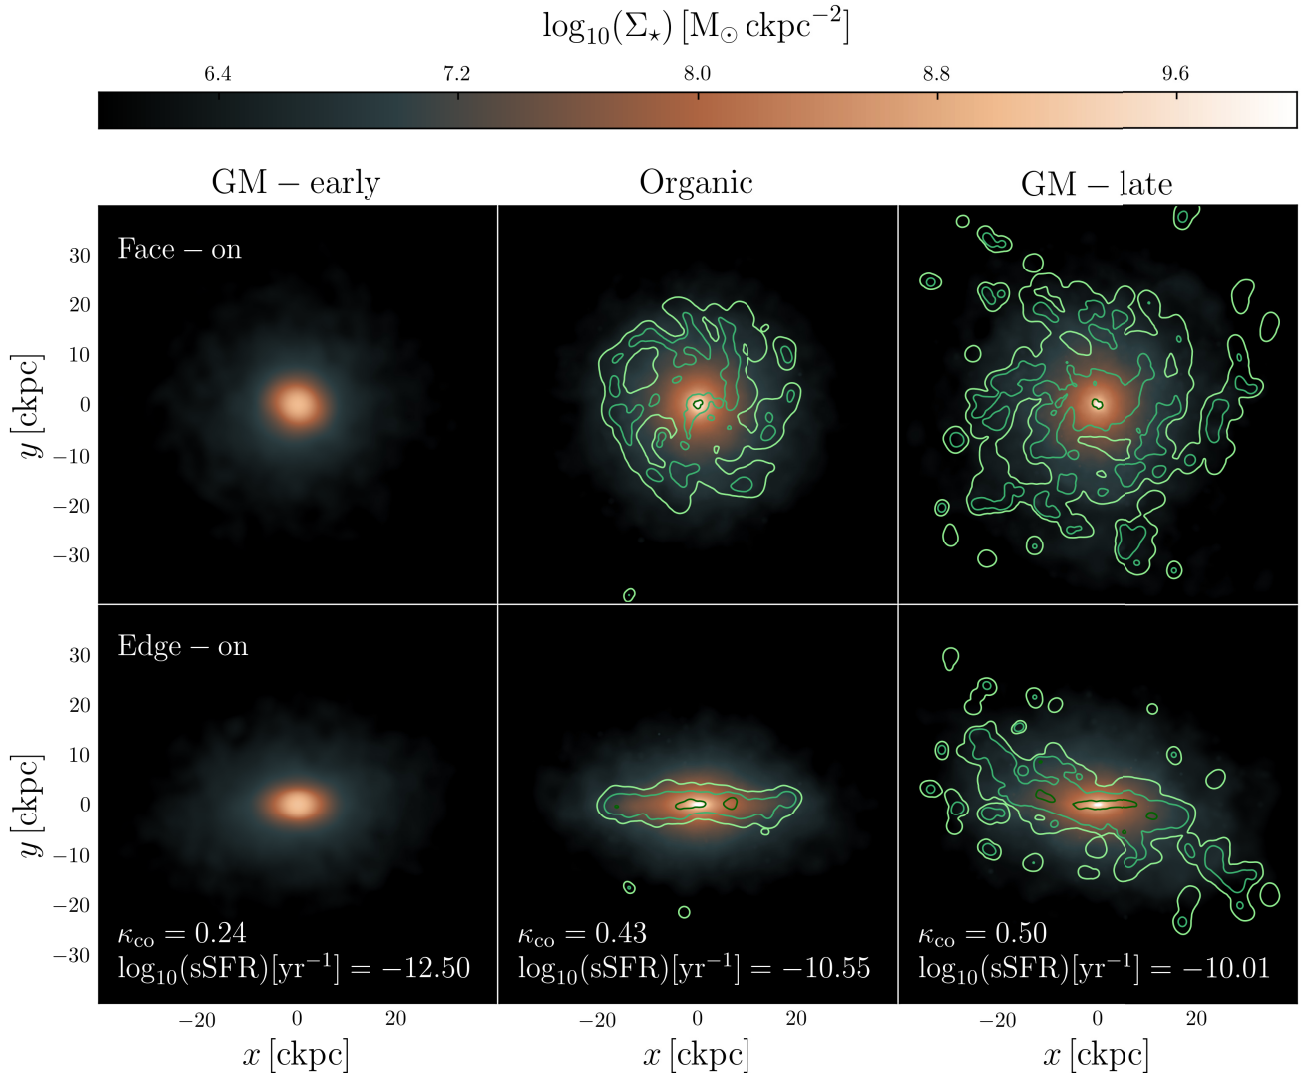 log₁₀(Σ⋆) [M⊙ ckpc⁻²]
6.4 7.2 8.0 8.8 9.6
GM − early Organic GM − late
Face − on
30
20
10
0
−10
−20
−30
y [ckpc]
Edge − on
30
20
10
0
−10
−20
−30
y [ckpc]
κco = 0.24 κco = 0.43 κco = 0.50
log₁₀(sSFR)[yr⁻¹] = −12.50 log₁₀(sSFR)[yr⁻¹] = −10.55 log₁₀(sSFR)[yr⁻¹] = −10.01
−20 0 20 −20 0 20 −20 0 20
x [ckpc] x [ckpc] x [ckpc]